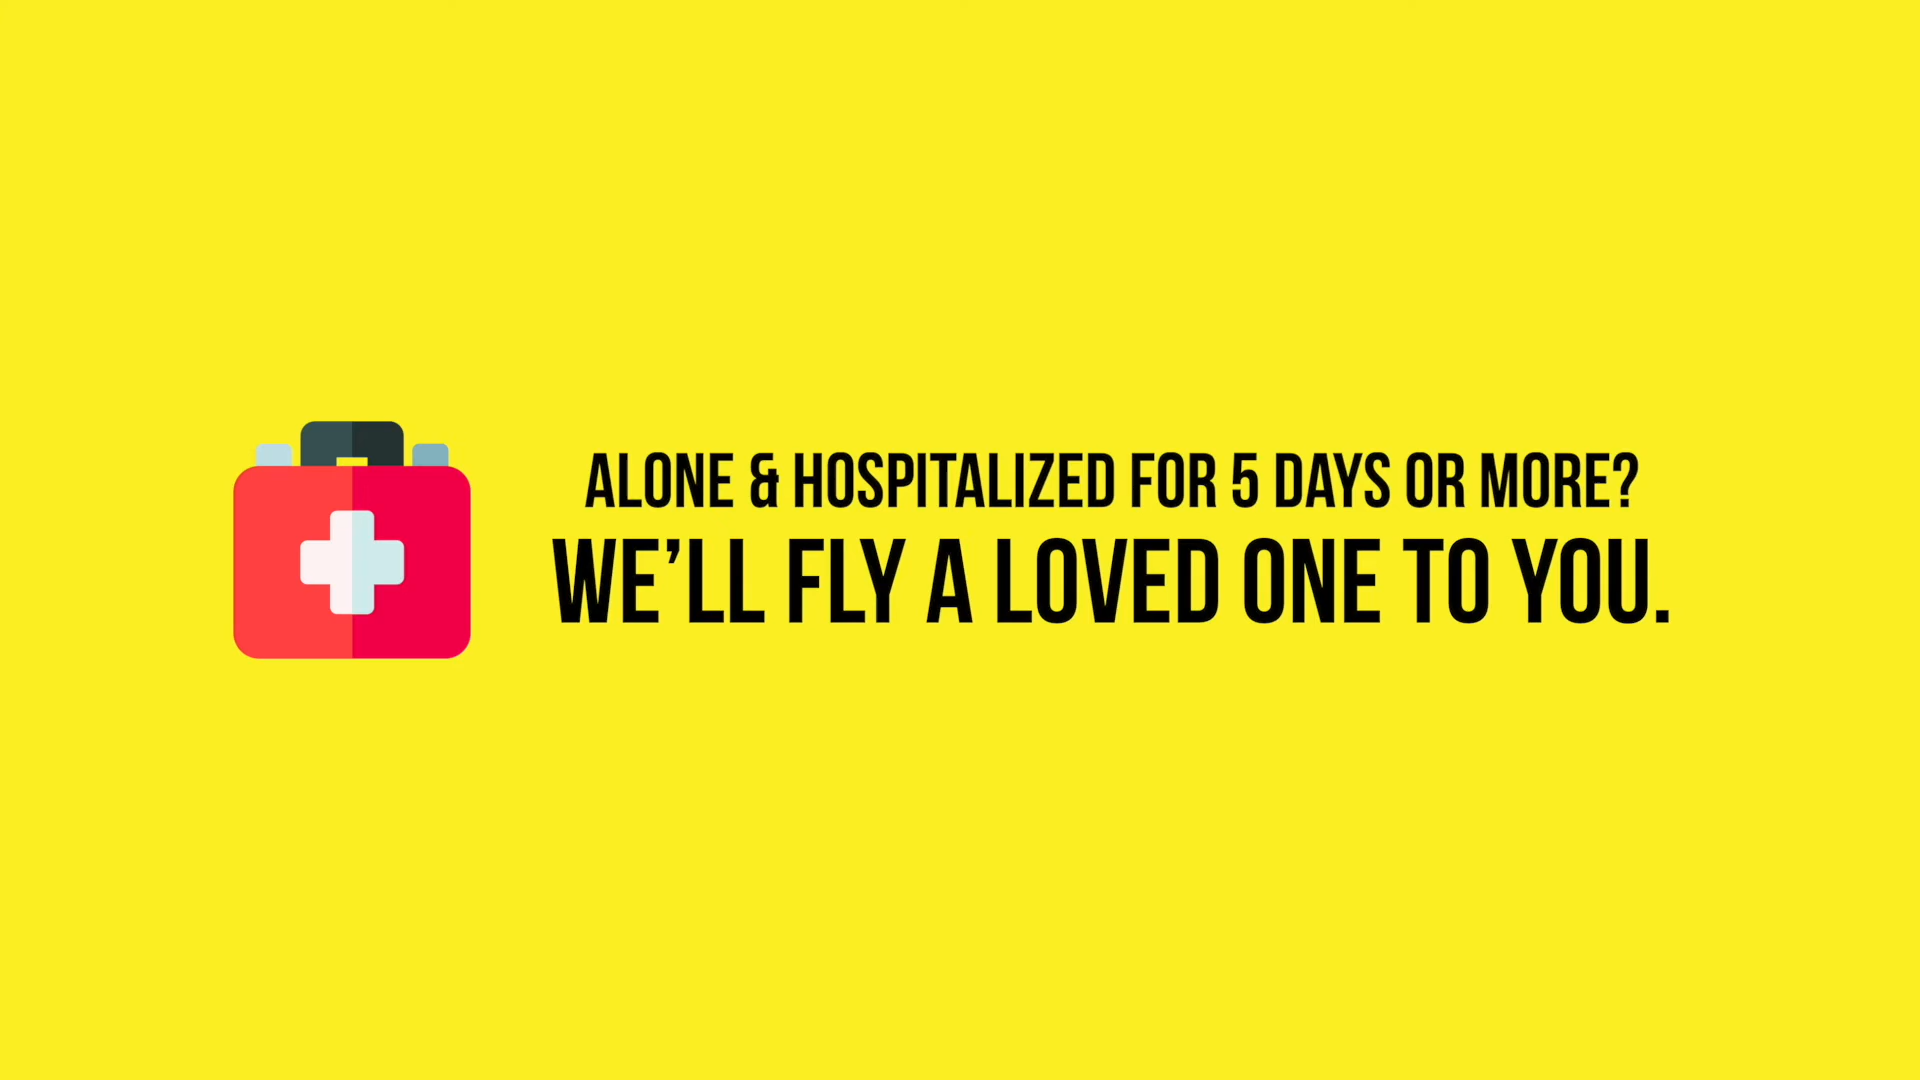 ALONE & HOSPITALIZED FOR 5 DAYS OR MORE?
WE’LL FLY A LOVED ONE TO YOU.